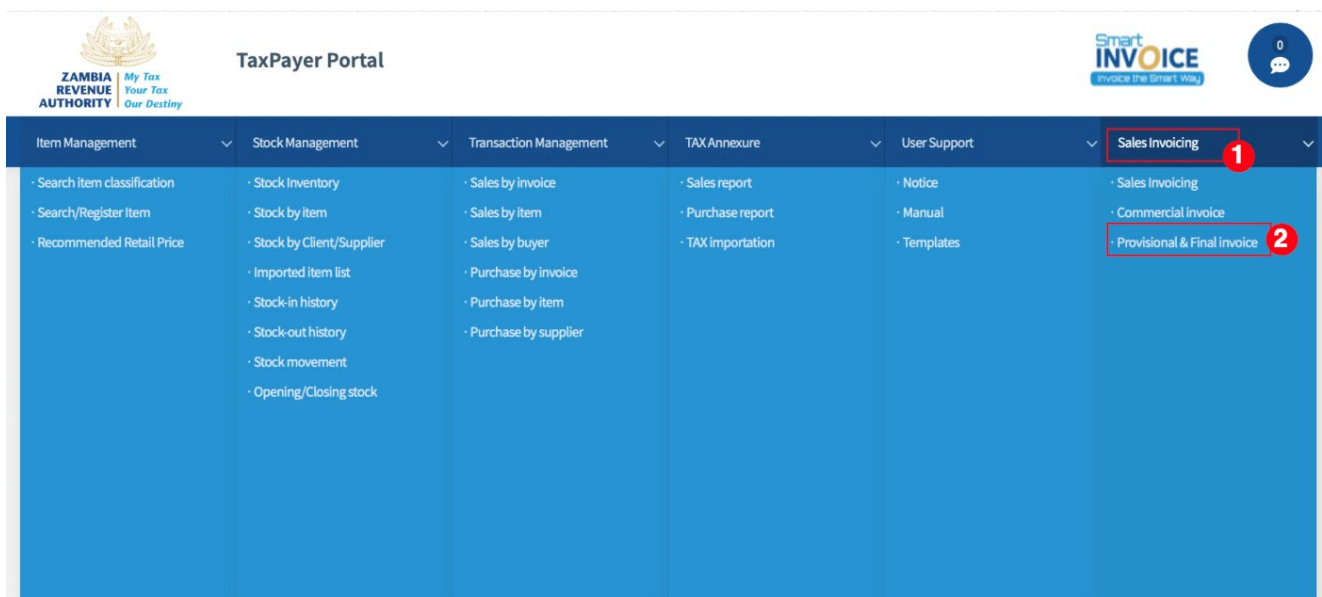 ZAMBIA
REVENUE
AUTHORITY
My Tax
Your Tax
Our Destiny
TaxPayer Portal
Smart
INVOICE
Invoice the Smart Way
0
Item Management
Stock Management
Transaction Management
TAX Annexure
User Support
Sales Invoicing
1
· Search item classification
· Search/Register Item
· Recommended Retail Price
· Stock Inventory
· Stock by item
· Stock by Client/Supplier
· Imported item list
· Stock-in history
· Stock-out history
· Stock movement
· Opening/Closing stock
· Sales by invoice
· Sales by item
· Sales by buyer
· Purchase by invoice
· Purchase by item
· Purchase by supplier
· Sales report
· Purchase report
· TAX importation
· Notice
· Manual
· Templates
· Sales Invoicing
· Commercial invoice
· Provisional & Final invoice
2